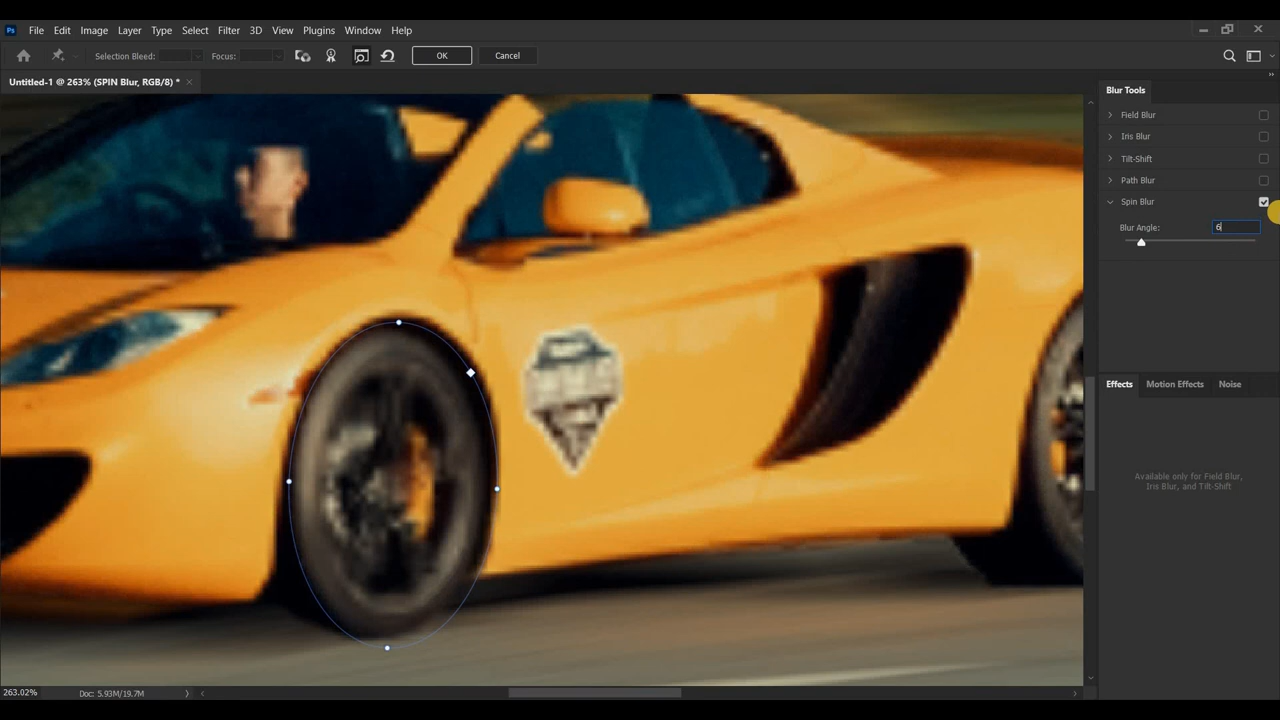 Ps File Edit Image Layer Type Select Filter 3D View Plugins Window Help
Selection Bleed: Focus: OK Cancel
Untitled-1 @ 263% (SPIN Blur, RGB/8) * ×
Blur Tools
Field Blur
Iris Blur
Tilt-Shift
Path Blur
Spin Blur
Blur Angle: 6
Effects Motion Effects Noise
Available only for Field Blur,
Iris Blur, and Tilt-Shift
263.02% Doc: 5.93M/19.7M